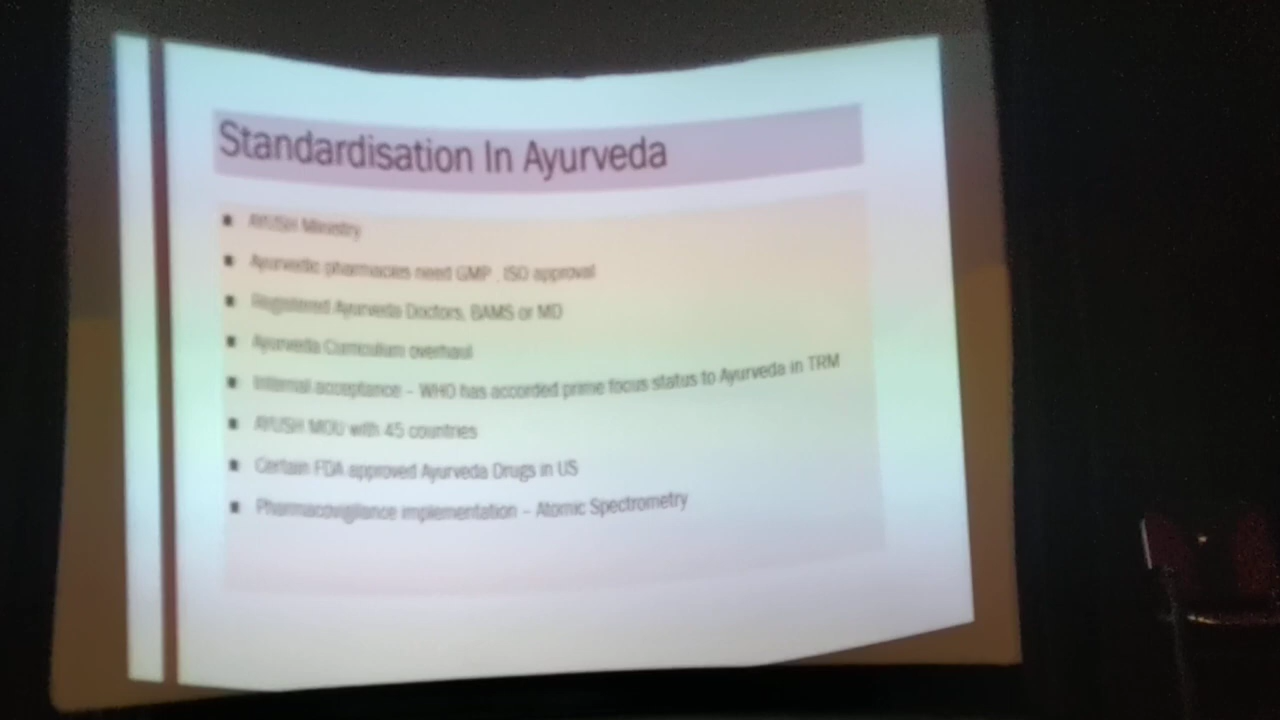 Standardisation In Ayurveda
AYUSH Ministry
Ayurvedic pharmacies need GMP . ISO approval
Registered Ayurveda Doctors, BAMS or MD
Ayurveda Curriculum overhaul
Internal acceptance – WHO has accorded prime focus status to Ayurveda in TRM
AYUSH MOU with 45 countries
Certain FDA approved Ayurveda Drugs in US
Pharmacovigilance implementation – Atomic Spectrometry